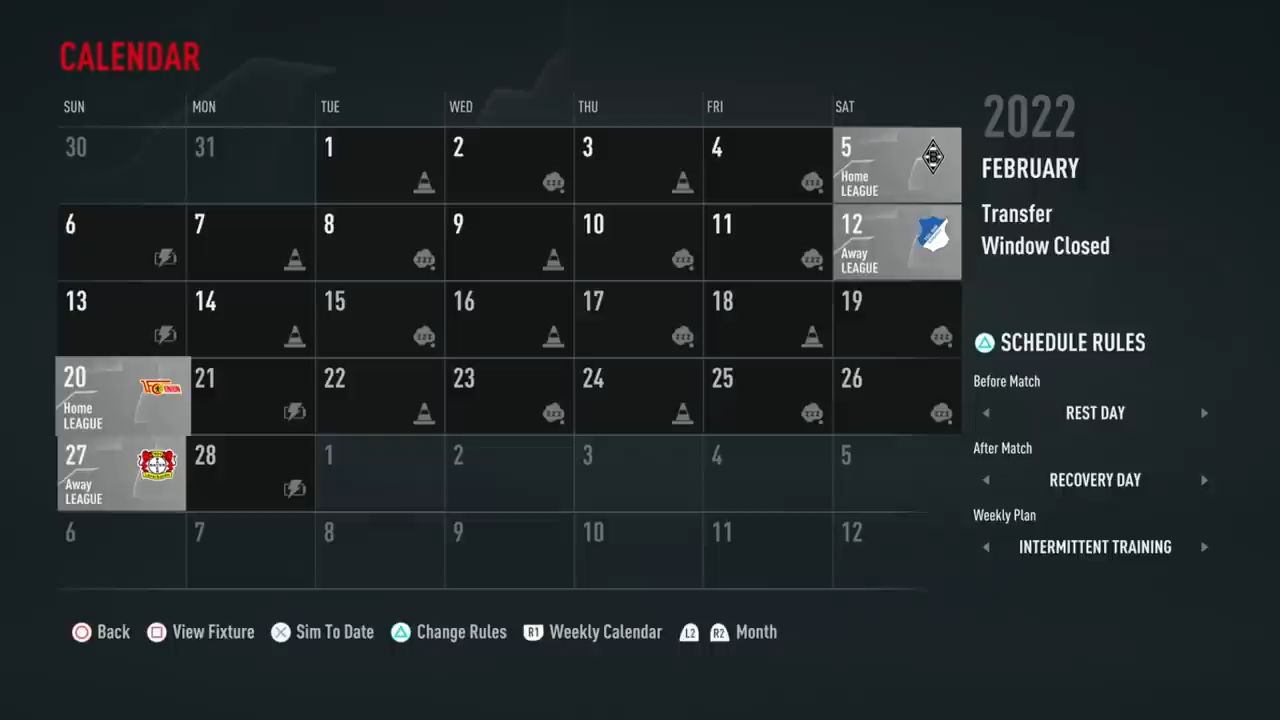 CALENDAR
SUN MON TUE WED THU FRI SAT
30 31 1 2 3 4 5
Home
LEAGUE
6 7 8 9 10 11 12
Away
LEAGUE
13 14 15 16 17 18 19
20 21 22 23 24 25 26
UNION
Home
LEAGUE
27 28 1 2 3 4 5
Away
LEAGUE
6 7 8 9 10 11 12
2022
FEBRUARY
Transfer
Window Closed
SCHEDULE RULES
Before Match
REST DAY
After Match
RECOVERY DAY
Weekly Plan
INTERMITTENT TRAINING
Back View Fixture Sim To Date Change Rules R1 Weekly Calendar L2 R2 Month